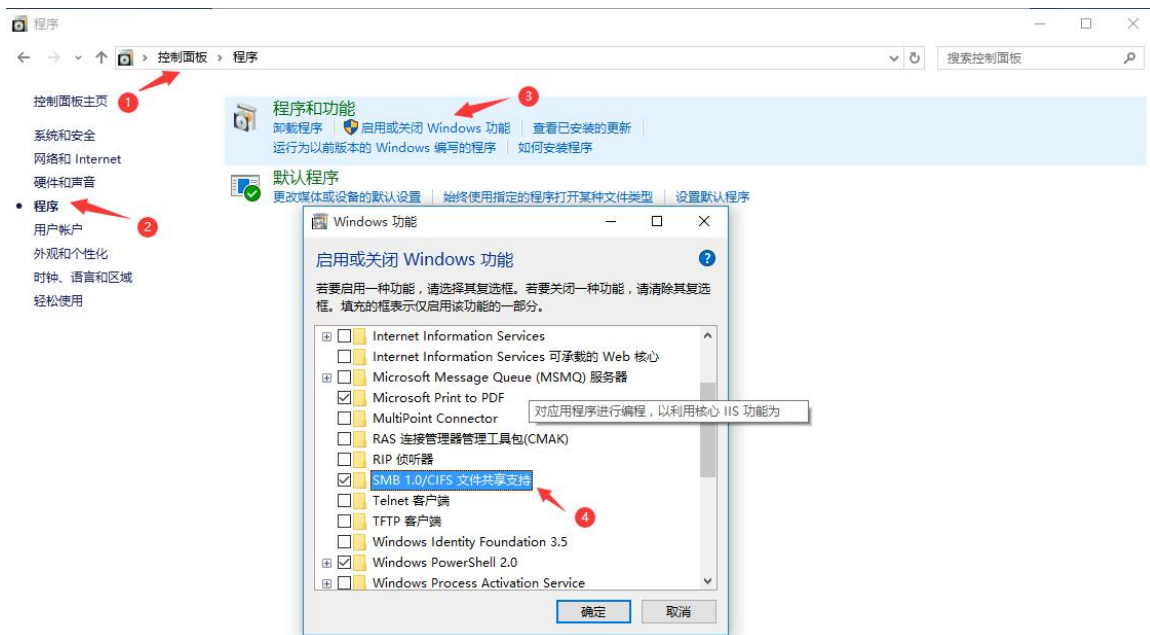 程序
控制面板 > 程序
搜索控制面板
控制面板主页
1
系统和安全
网络和 Internet
硬件和声音
程序
2
用户帐户
外观和个性化
时钟、语言和区域
轻松使用
程序和功能
3
卸载程序 启用或关闭 Windows 功能 查看已安装的更新
运行为以前版本的 Windows 编写的程序 如何安装程序
默认程序
更改媒体或设备的默认设置 始终使用指定的程序打开某种文件类型 设置默认程序
Windows 功能
启用或关闭 Windows 功能
?
若要启用一种功能，请选择其复选框。若要关闭一种功能，请清除其复选
框。填充的框表示仅启用该功能的一部分。
Internet Information Services
Internet Information Services 可承载的 Web 核心
Microsoft Message Queue (MSMQ) 服务器
Microsoft Print to PDF
对应用程序进行编程，以利用核心 IIS 功能为
MultiPoint Connector
RAS 连接管理器管理工具包(CMAK)
RIP 侦听器
SMB 1.0/CIFS 文件共享支持
4
Telnet 客户端
TFTP 客户端
Windows Identity Foundation 3.5
Windows PowerShell 2.0
Windows Process Activation Service
确定 取消